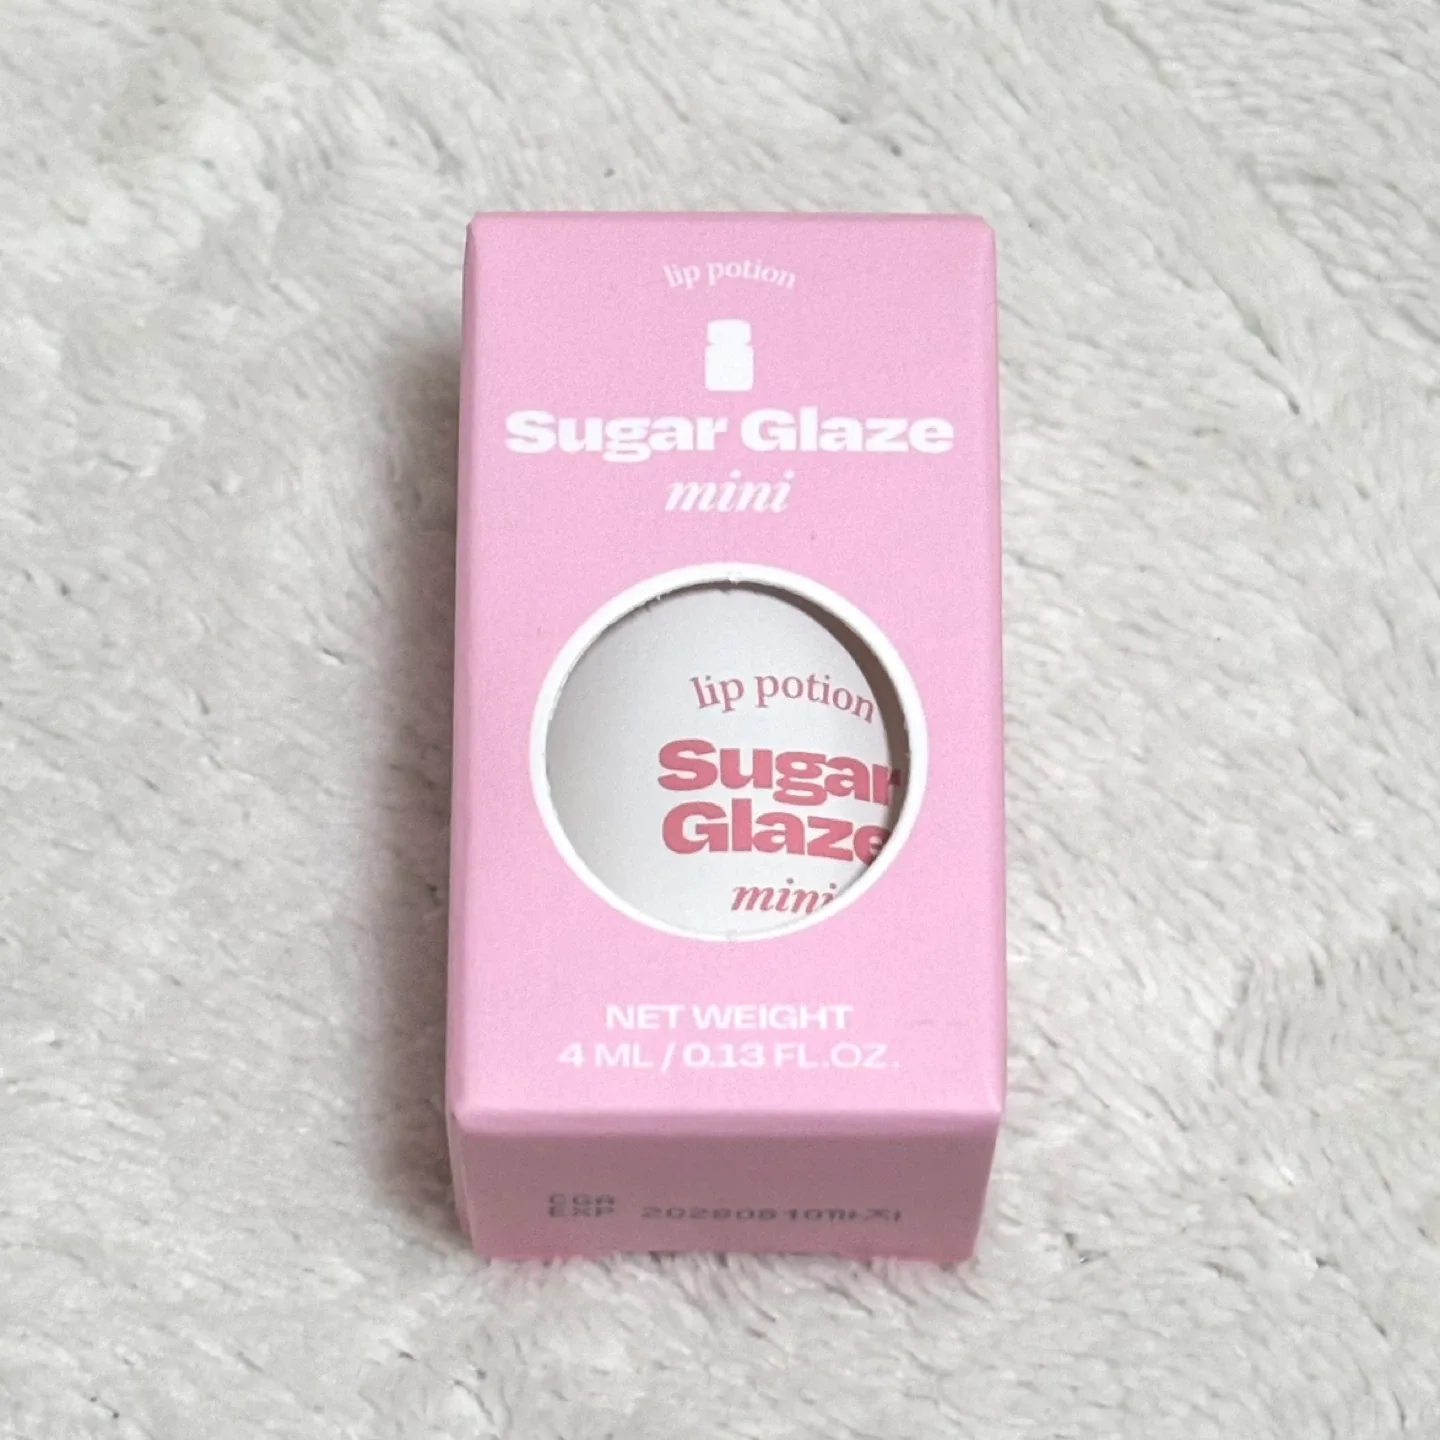 lip potion
Sugar Glaze
mini
lip potion
Sugar
Glaze
mini
NET WEIGHT
4 ML / 0.13 FL.OZ.
CGA
EXP 20280810까지